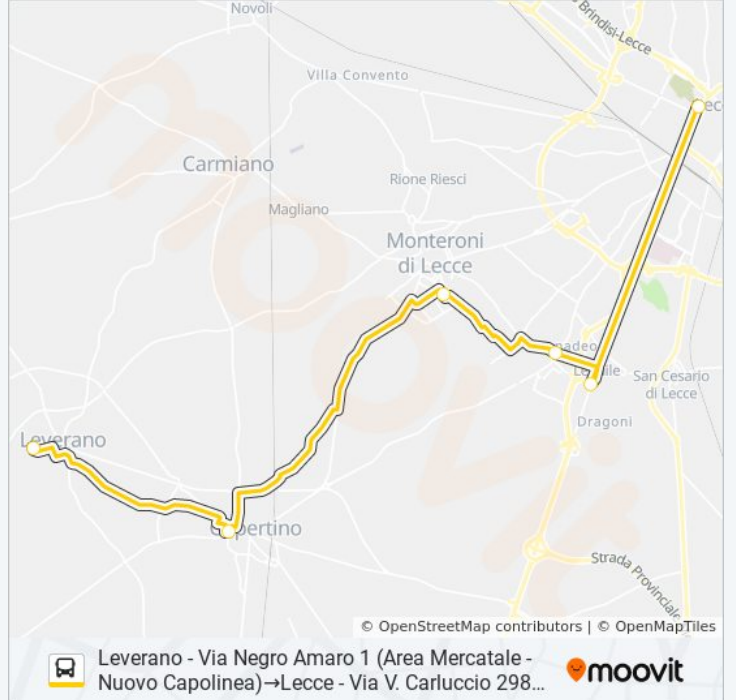 Novoli
Brindisi-Lecce
Villa Convento
Carmiano
Rione Riesci
Magliano
Monteroni
di Lecce
San Cesario
di Lecce
Dragoni
Leverano
Strada Provinciale
© OpenStreetMap contributors | © OpenMapTiles
Leverano - Via Negro Amaro 1 (Area Mercatale -
Nuovo Capolinea)→Lecce - Via V. Carluccio 298...
moovit
moovit